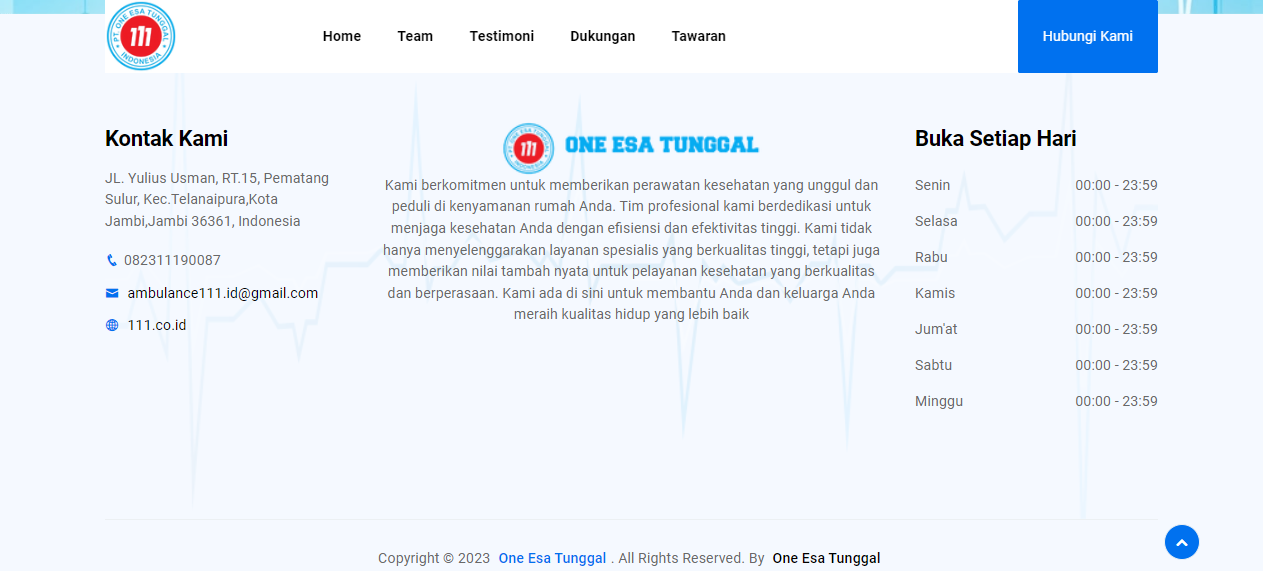 PT ONE ESA TUNGGAL
111
INDONESIA
Home
Team
Testimoni
Dukungan
Tawaran
Hubungi Kami
Kontak Kami
JL. Yulius Usman, RT.15, Pematang
Sulur, Kec.Telanaipura,Kota
Jambi,Jambi 36361, Indonesia
082311190087
ambulance111.id@gmail.com
111.co.id
PT ONE ESA TUNGGAL
111
INDONESIA
ONE ESA TUNGGAL
Kami berkomitmen untuk memberikan perawatan kesehatan yang unggul dan
peduli di kenyamanan rumah Anda. Tim profesional kami berdedikasi untuk
menjaga kesehatan Anda dengan efisiensi dan efektivitas tinggi. Kami tidak
hanya menyelenggarakan layanan spesialis yang berkualitas tinggi, tetapi juga
memberikan nilai tambah nyata untuk pelayanan kesehatan yang berkualitas
dan berperasaan. Kami ada di sini untuk membantu Anda dan keluarga Anda
meraih kualitas hidup yang lebih baik
Buka Setiap Hari
Senin 00:00 - 23:59
Selasa 00:00 - 23:59
Rabu 00:00 - 23:59
Kamis 00:00 - 23:59
Jum'at 00:00 - 23:59
Sabtu 00:00 - 23:59
Minggu 00:00 - 23:59
Copyright © 2023 One Esa Tunggal . All Rights Reserved. By One Esa Tunggal